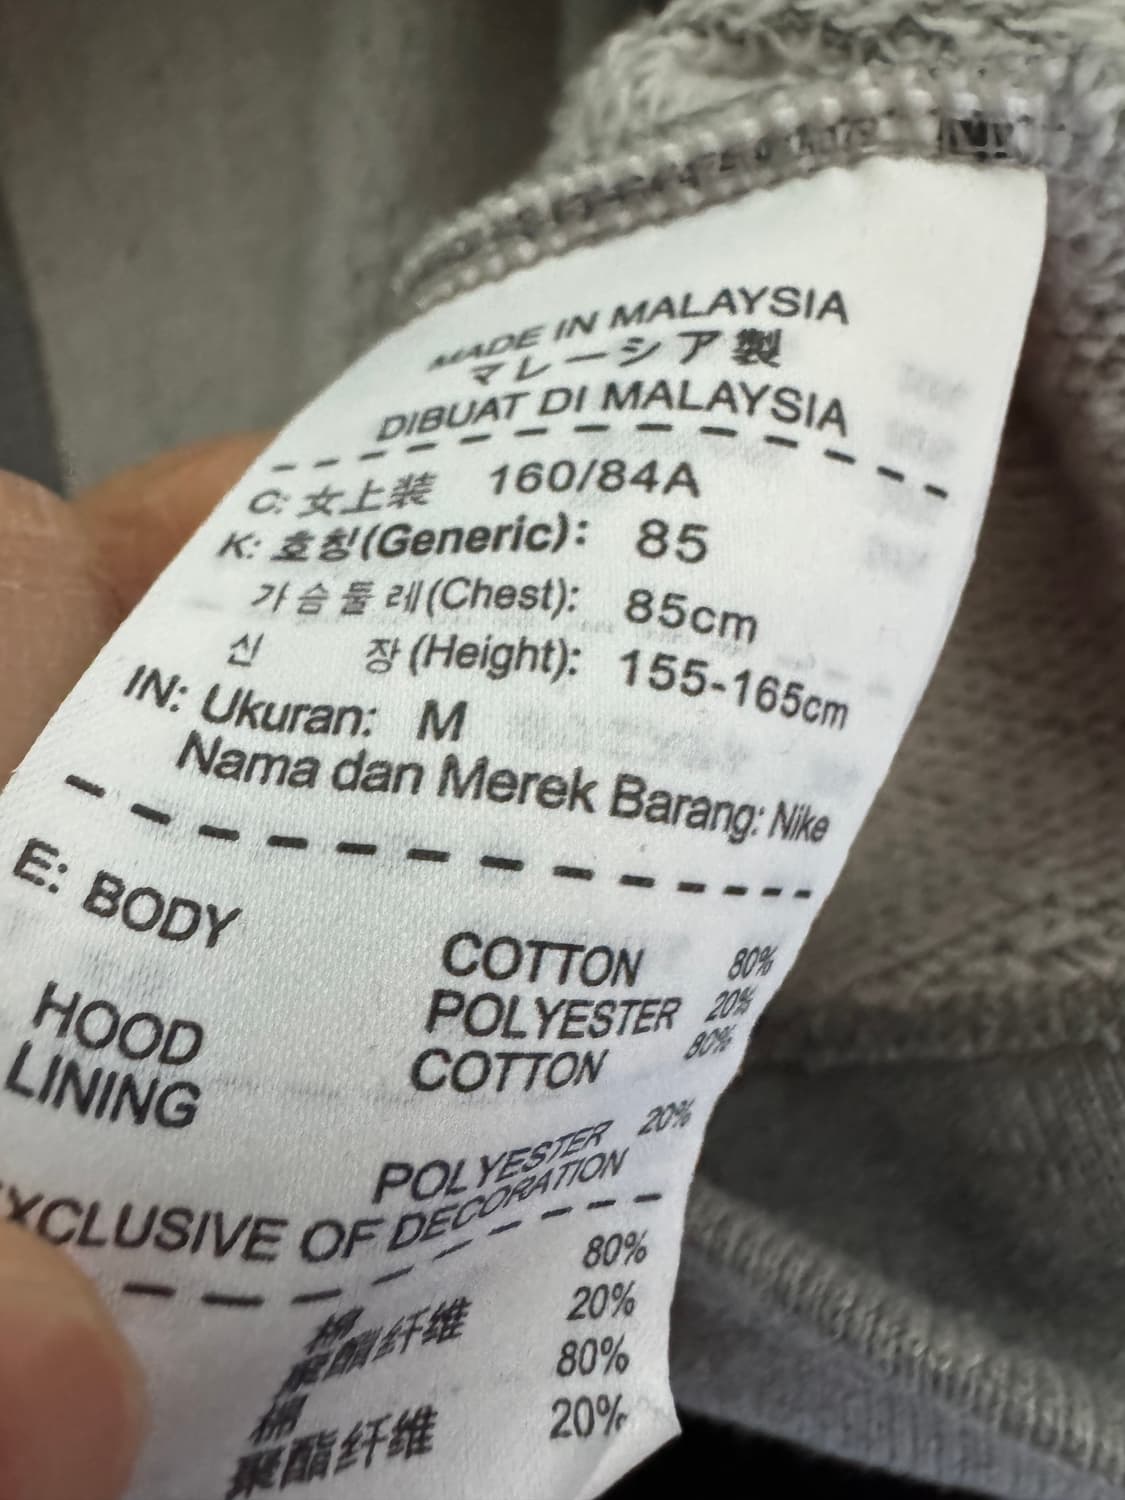 MADE IN MALAYSIA
マレーシア製
DIBUAT DI MALAYSIA
C: 女上装 160/84A
K: 호칭(Generic): 85
가슴둘레(Chest): 85cm
신 장(Height): 155-165cm
IN: Ukuran: M
Nama dan Merek Barang: Nike
E: BODY
COTTON 80%
POLYESTER 20%
HOOD LINING
COTTON 80%
POLYESTER 20%
XCLUSIVE OF DECORATION
棉 80%
聚酯纤维 20%
棉 80%
聚酯纤维 20%